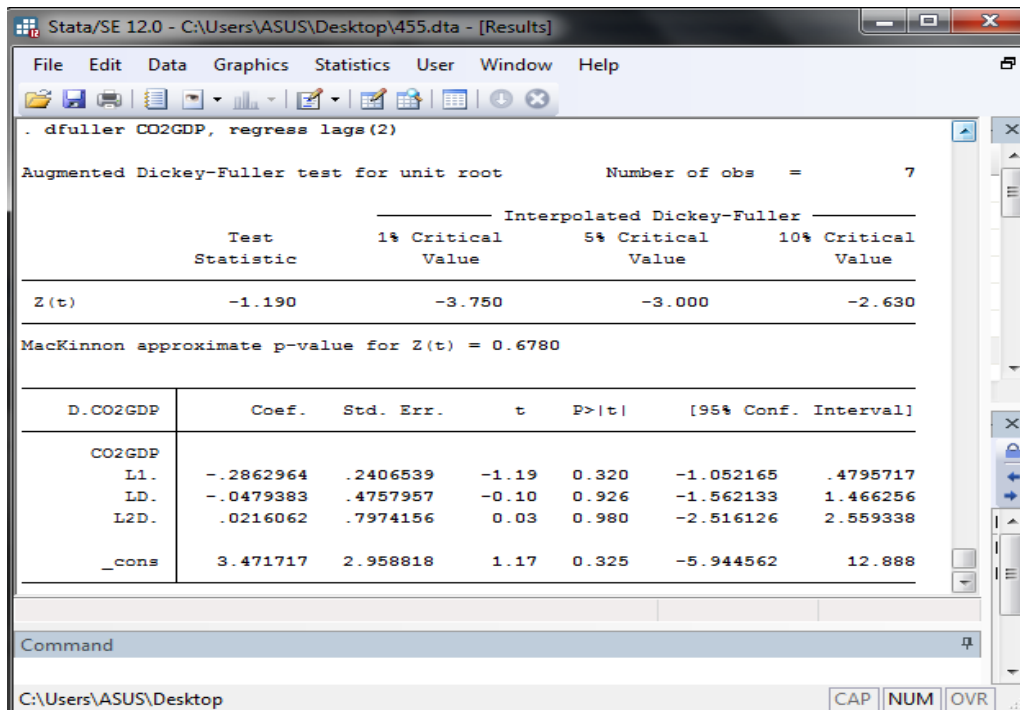 Stata/SE 12.0 - C:\Users\ASUS\Desktop\455.dta - [Results]
File Edit Data Graphics Statistics User Window Help
. dfuller CO2GDP, regress lags(2)
Augmented Dickey-Fuller test for unit root Number of obs = 7
Interpolated Dickey-Fuller
Test 1% Critical 5% Critical 10% Critical
Statistic Value Value Value
Z(t) -1.190 -3.750 -3.000 -2.630
MacKinnon approximate p-value for Z(t) = 0.6780
D.CO2GDP Coef. Std. Err. t P>|t| [95% Conf. Interval]
CO2GDP
L1. -.2862964 .2406539 -1.19 0.320 -1.052165 .4795717
LD. -.0479383 .4757957 -0.10 0.926 -1.562133 1.466256
L2D. .0216062 .7974156 0.03 0.980 -2.516126 2.559338
_cons 3.471717 2.958818 1.17 0.325 -5.944562 12.888
Command
C:\Users\ASUS\Desktop CAP NUM OVR